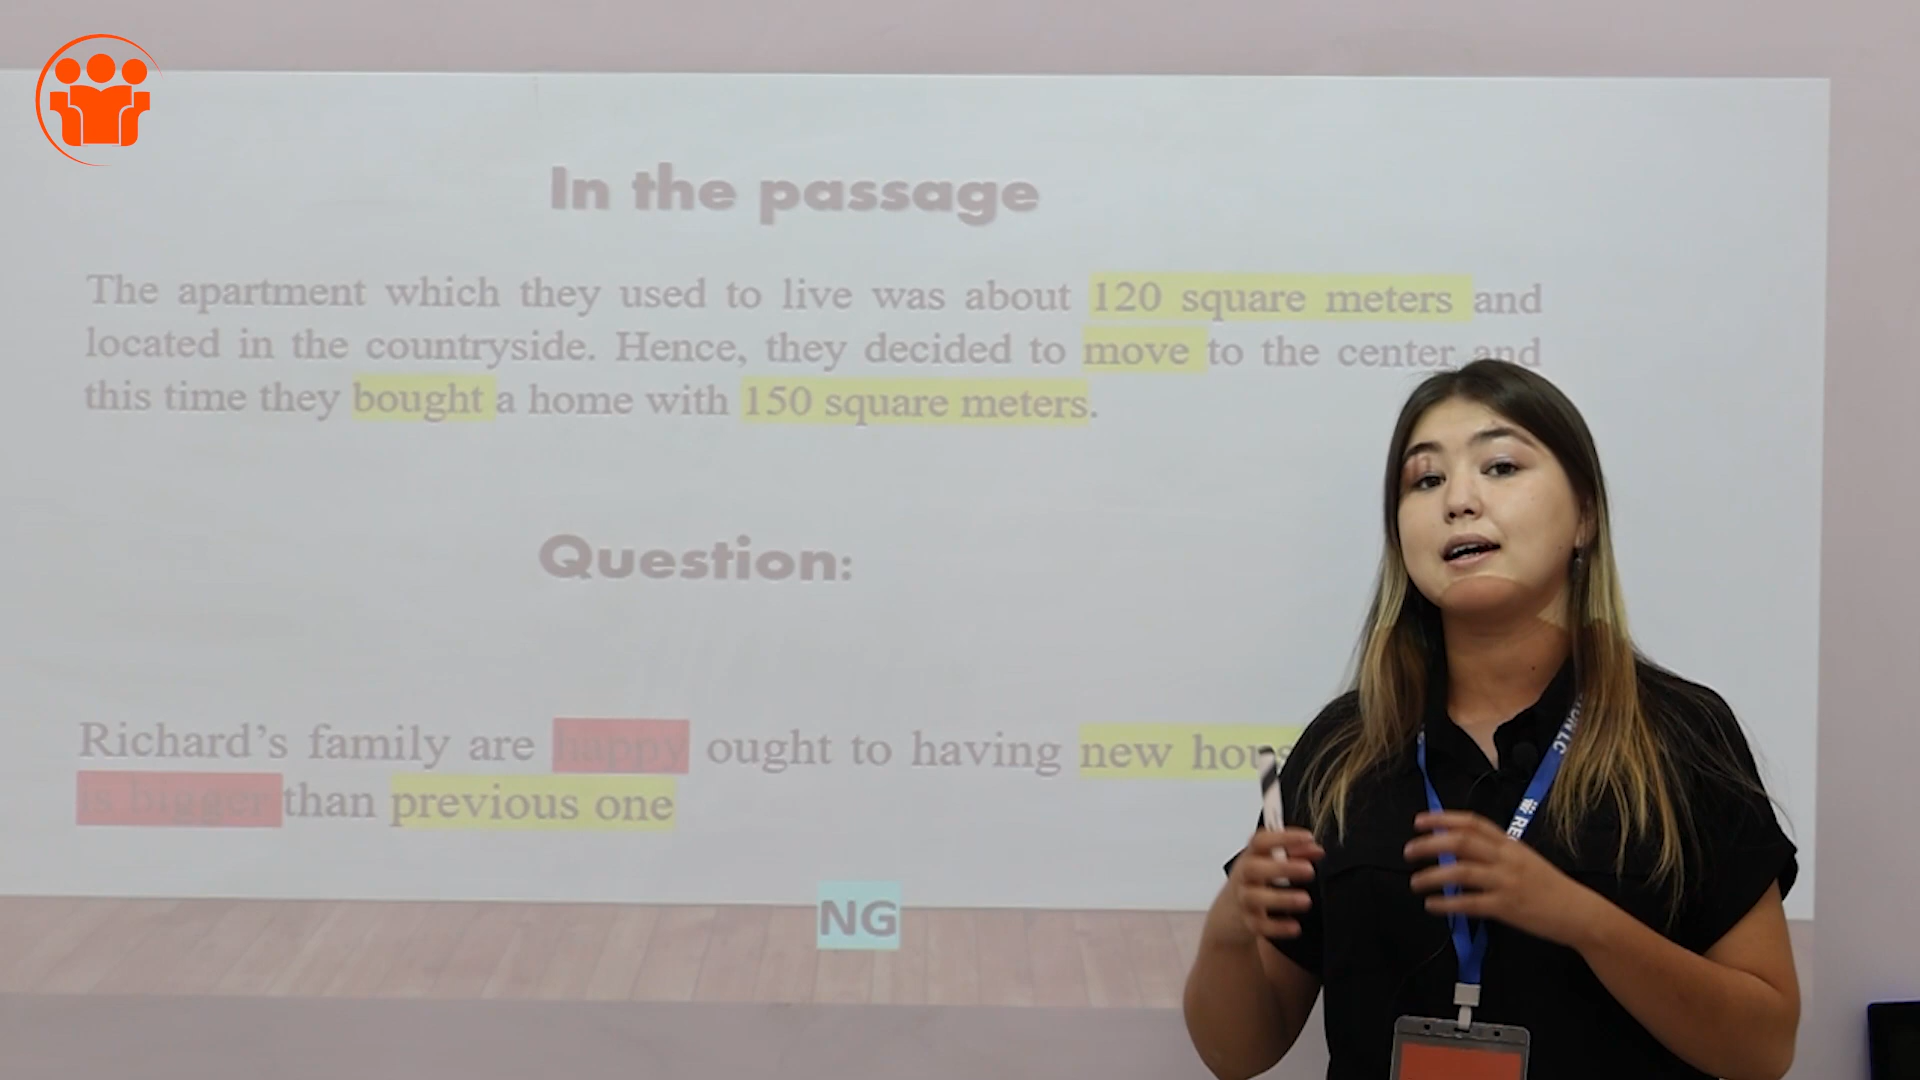 In the passage
The apartment which they used to live was about 120 square meters and
located in the countryside. Hence, they decided to move to the center and
this time they bought a home with 150 square meters.
Question:
Richard’s family are happy ought to having new hous
is bigger than previous one
NG